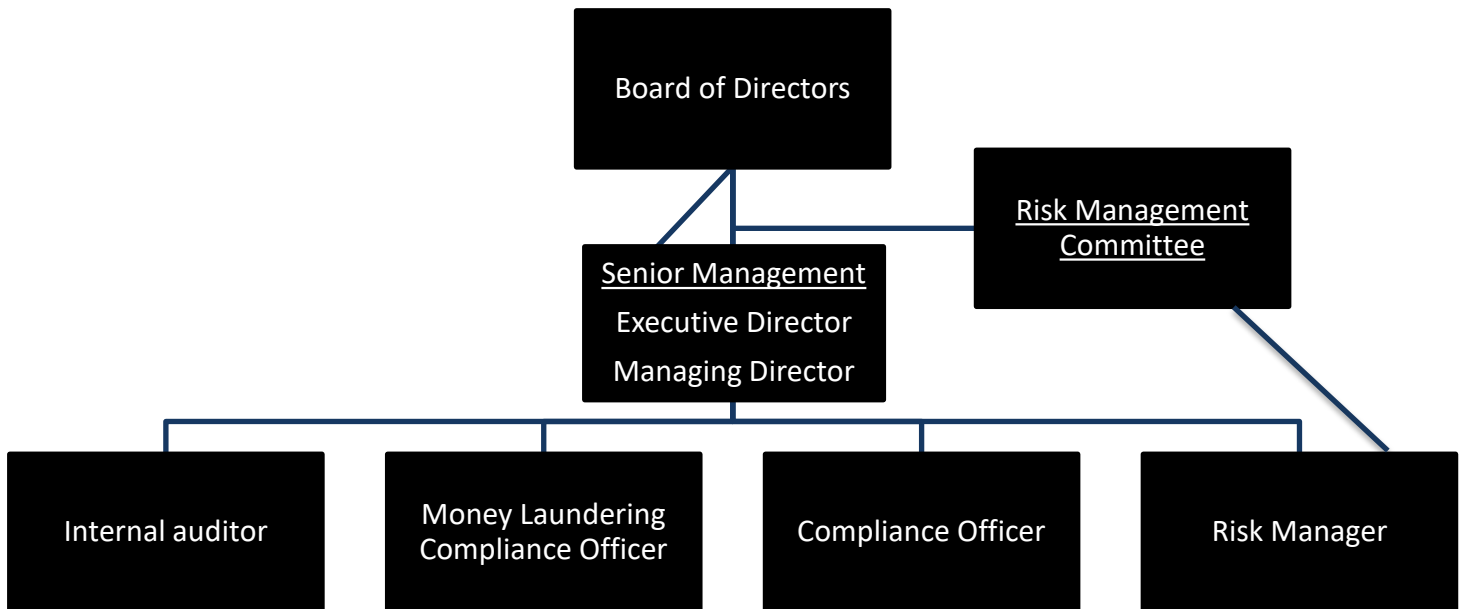 Board of Directors
Risk Management
Committee
Senior Management
Executive Director
Managing Director
Internal auditor
Money Laundering
Compliance Officer
Compliance Officer
Risk Manager